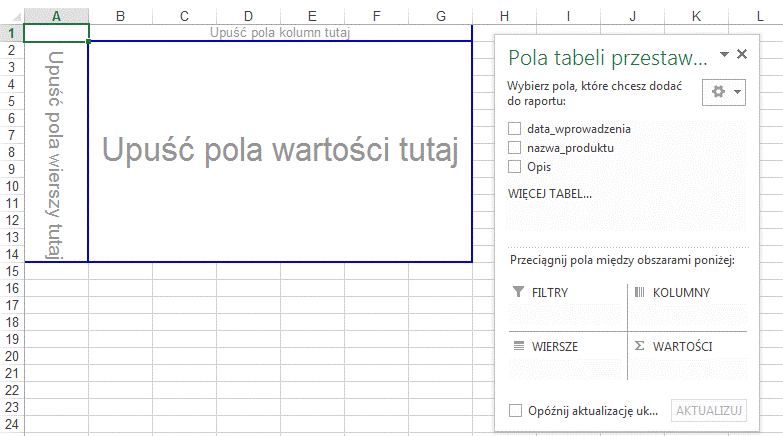 A B C D E F G H I J K L
1 Upuść pola kolumn tutaj
2
3
4
5
6
7
8
9
10
11
12
13
14
15
16
17
18
19
20
21
22
23
24
Upuść pola wierszy tutaj
Upuść pola wartości tutaj
Pola tabeli przestaw...
Wybierz pola, które chcesz dodać
do raportu:
data_wprowadzenia
nazwa_produktu
Opis
WIĘCEJ TABEL...
Przeciągnij pola między obszarami poniżej:
FILTRY
KOLUMNY
WIERSZE
Σ WARTOŚCI
Opóźnij aktualizację uk...
AKTUALIZUJ